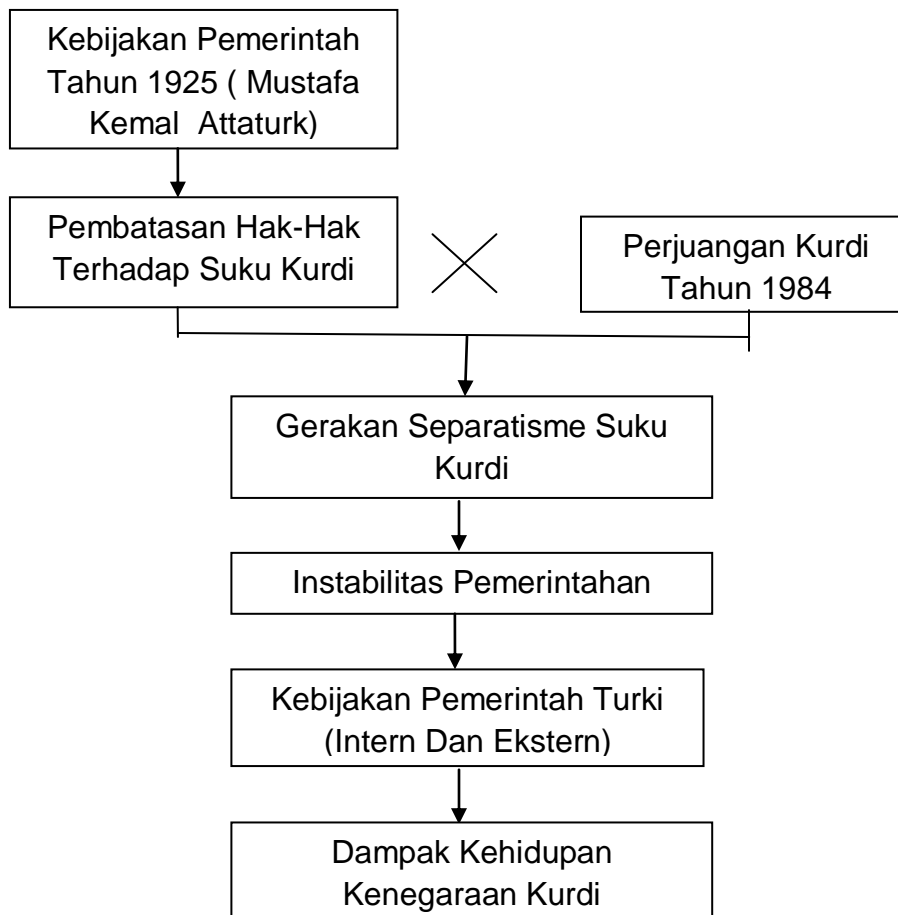 Kebijakan Pemerintah
Tahun 1925 ( Mustafa
Kemal Attaturk)
Pembatasan Hak-Hak
Terhadap Suku Kurdi
Perjuangan Kurdi
Tahun 1984
Gerakan Separatisme Suku
Kurdi
Instabilitas Pemerintahan
Kebijakan Pemerintah Turki
(Intern Dan Ekstern)
Dampak Kehidupan
Kenegaraan Kurdi